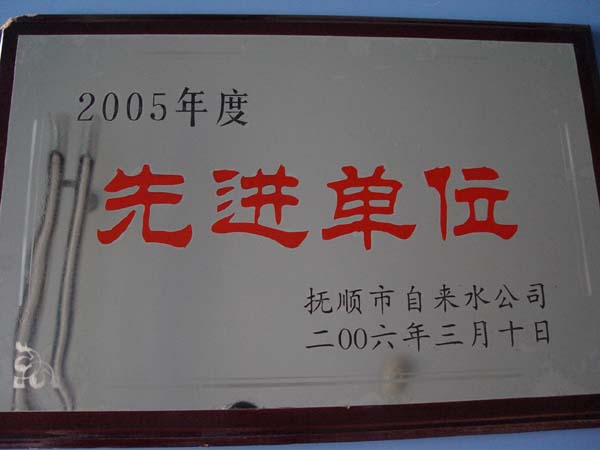 2005年度
先进单位
抚顺市自来水公司
二00六年三月十日